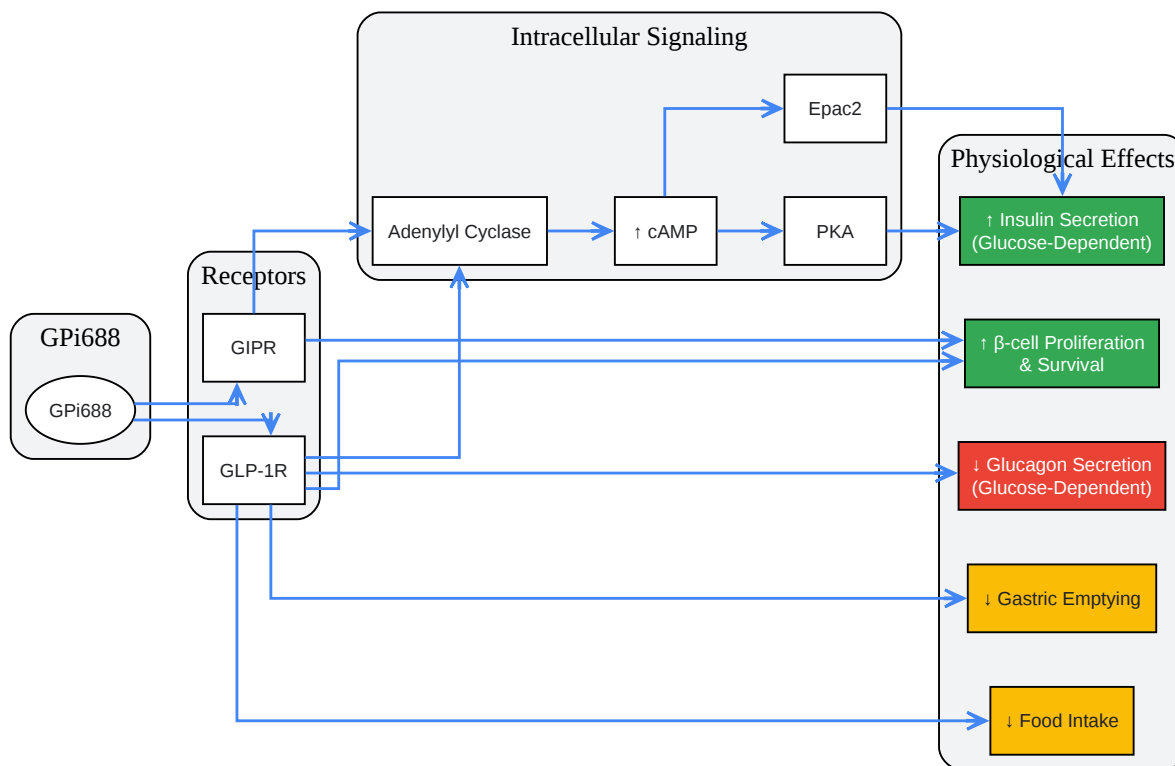 Intracellular Signaling
Epac2
Physiological Effects
Adenylyl Cyclase
↑ cAMP
PKA
↑ Insulin Secretion
(Glucose-Dependent)
Receptors
GPi688
GIPR
↑ β-cell Proliferation
& Survival
GPi688
GLP-1R
↓ Glucagon Secretion
(Glucose-Dependent)
↓ Gastric Emptying
↓ Food Intake